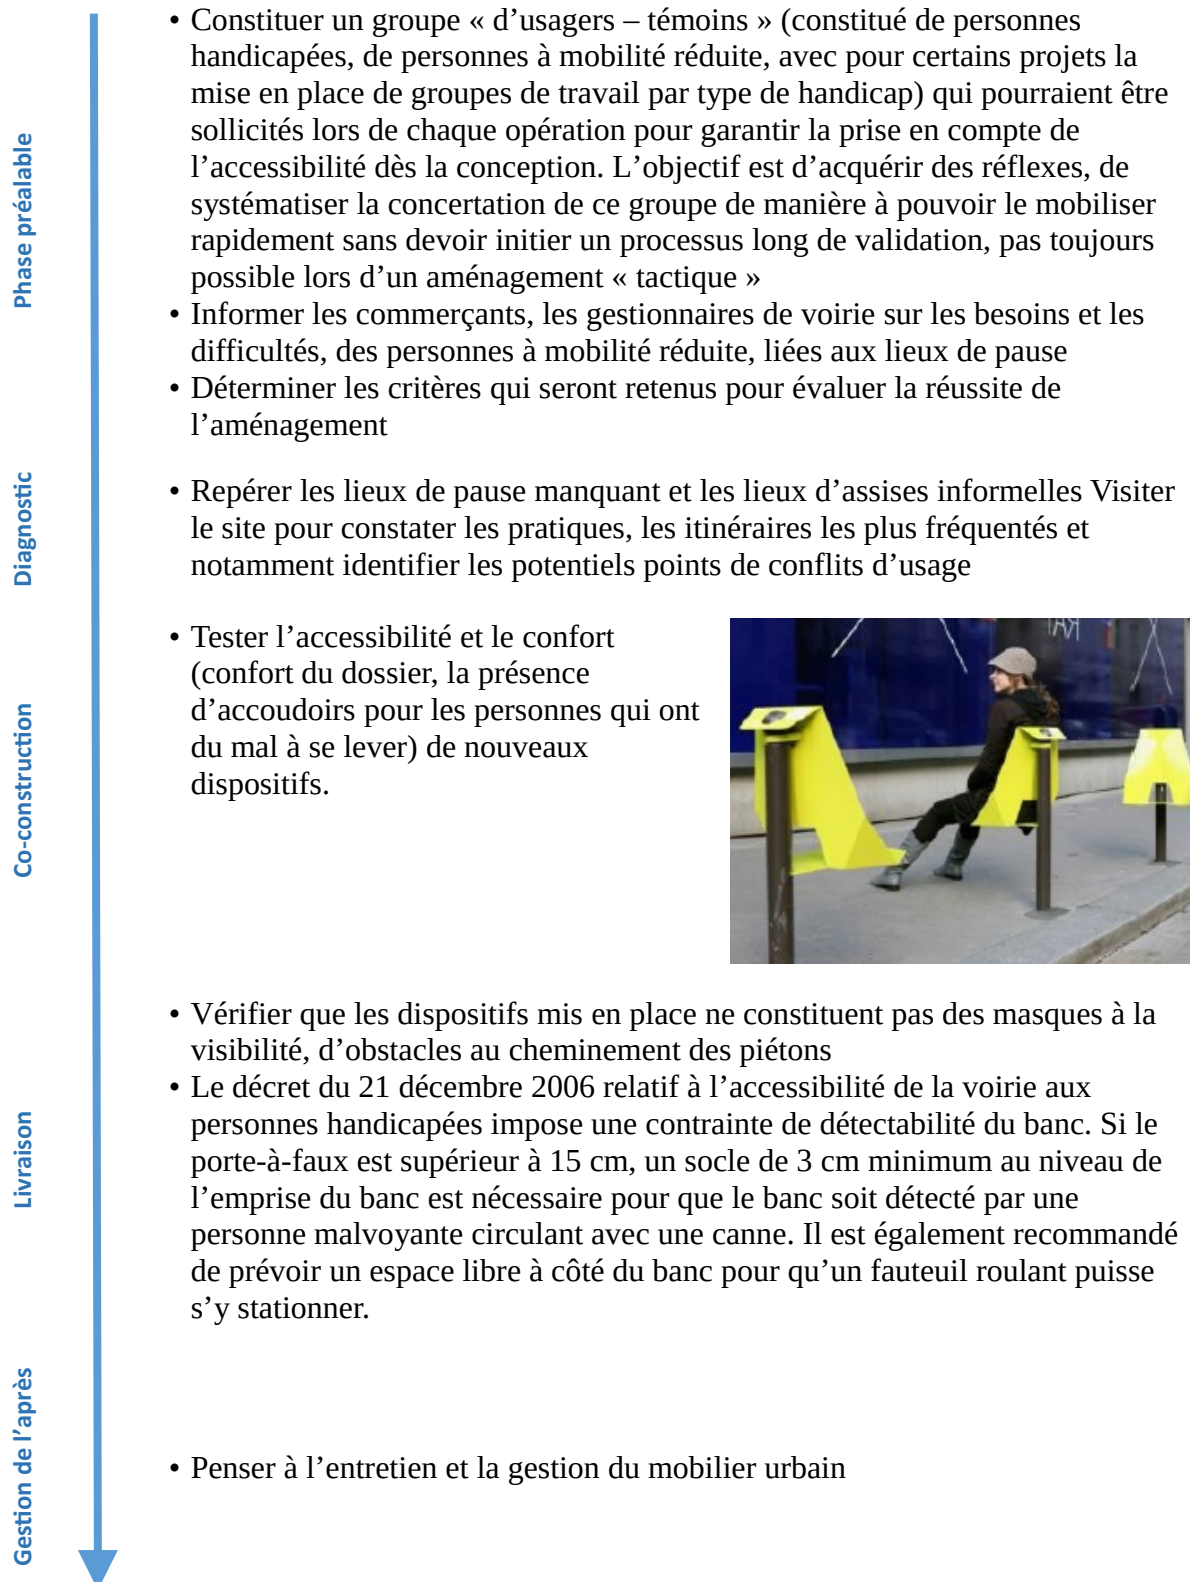 Phase préalable
• Constituer un groupe « d’usagers – témoins » (constitué de personnes
handicapées, de personnes à mobilité réduite, avec pour certains projets la
mise en place de groupes de travail par type de handicap) qui pourraient être
sollicités lors de chaque opération pour garantir la prise en compte de
l’accessibilité dès la conception. L’objectif est d’acquérir des réflexes, de
systématiser la concertation de ce groupe de manière à pouvoir le mobiliser
rapidement sans devoir initier un processus long de validation, pas toujours
possible lors d’un aménagement « tactique »
• Informer les commerçants, les gestionnaires de voirie sur les besoins et les
difficultés, des personnes à mobilité réduite, liées aux lieux de pause
• Déterminer les critères qui seront retenus pour évaluer la réussite de
l’aménagement
Diagnostic
• Repérer les lieux de pause manquant et les lieux d’assises informelles Visiter
le site pour constater les pratiques, les itinéraires les plus fréquentés et
notamment identifier les potentiels points de conflits d’usage
Co-construction
• Tester l’accessibilité et le confort
(confort du dossier, la présence
d’accoudoirs pour les personnes qui ont
du mal à se lever) de nouveaux
dispositifs.
Livraison
• Vérifier que les dispositifs mis en place ne constituent pas des masques à la
visibilité, d’obstacles au cheminement des piétons
• Le décret du 21 décembre 2006 relatif à l’accessibilité de la voirie aux
personnes handicapées impose une contrainte de détectabilité du banc. Si le
porte-à-faux est supérieur à 15 cm, un socle de 3 cm minimum au niveau de
l’emprise du banc est nécessaire pour que le banc soit détecté par une
personne malvoyante circulant avec une canne. Il est également recommandé
de prévoir un espace libre à côté du banc pour qu’un fauteuil roulant puisse
s’y stationner.
Gestion de l’après
• Penser à l’entretien et la gestion du mobilier urbain